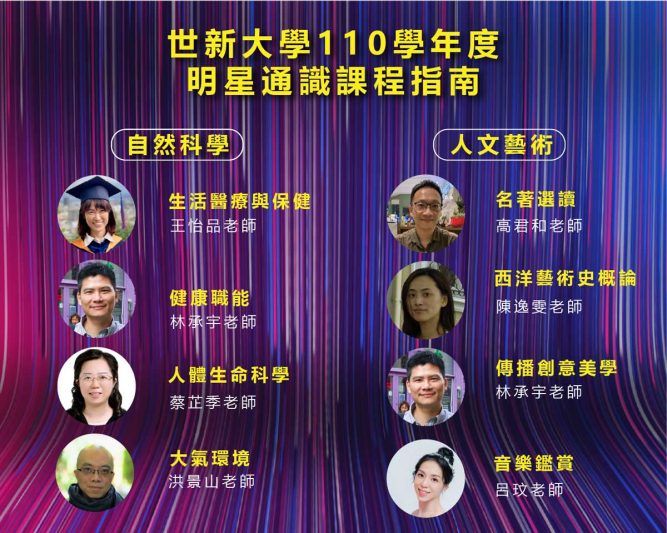 世新大學110學年度
明星通識課程指南
自然科學
生活醫療與保健
王怡品老師
健康職能
林承宇老師
人體生命科學
蔡芷季老師
大氣環境
洪景山老師
人文藝術
名著選讀
高君和老師
西洋藝術史概論
陳逸雯老師
傳播創意美學
林承宇老師
音樂鑑賞
呂玟老師